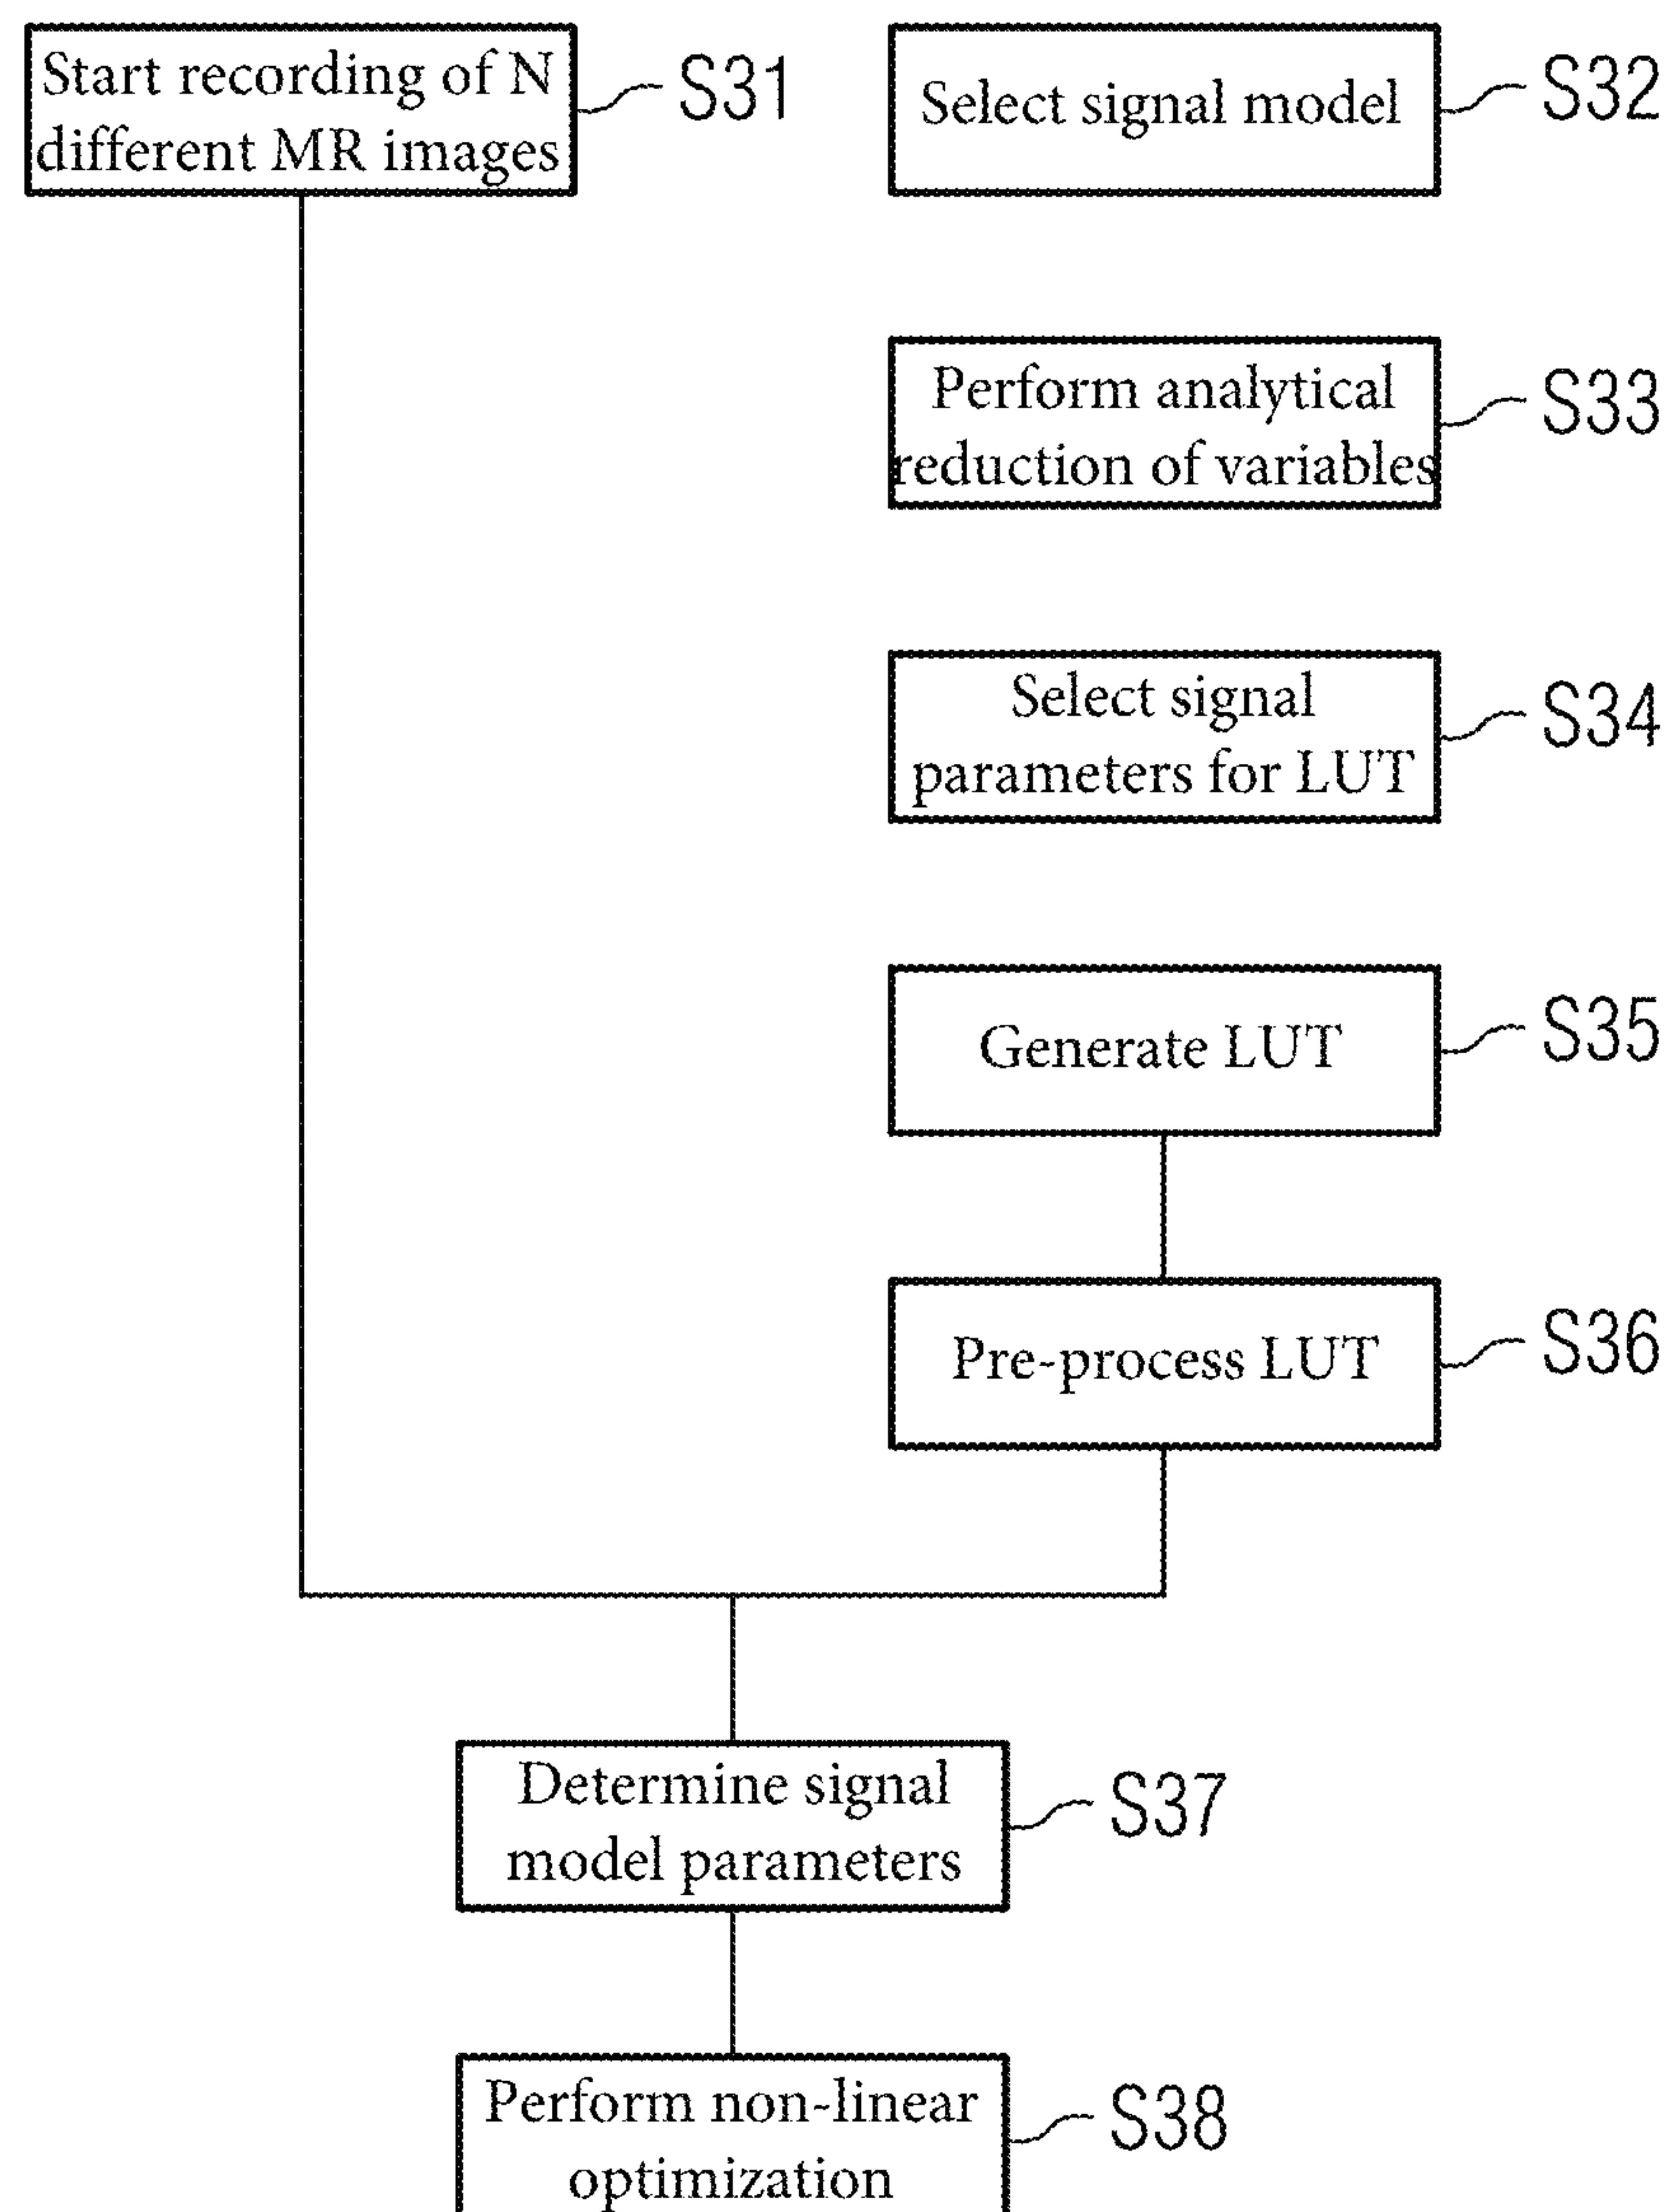 Start recording of N
different MR images
S31
Select signal model
S32
Perform analytical
reduction of variables
S33
Select signal
parameters for LUT
S34
Generate LUT
S35
Pre-process LUT
S36
Determine signal
model parameters
S37
Perform non-linear
optimization
S38